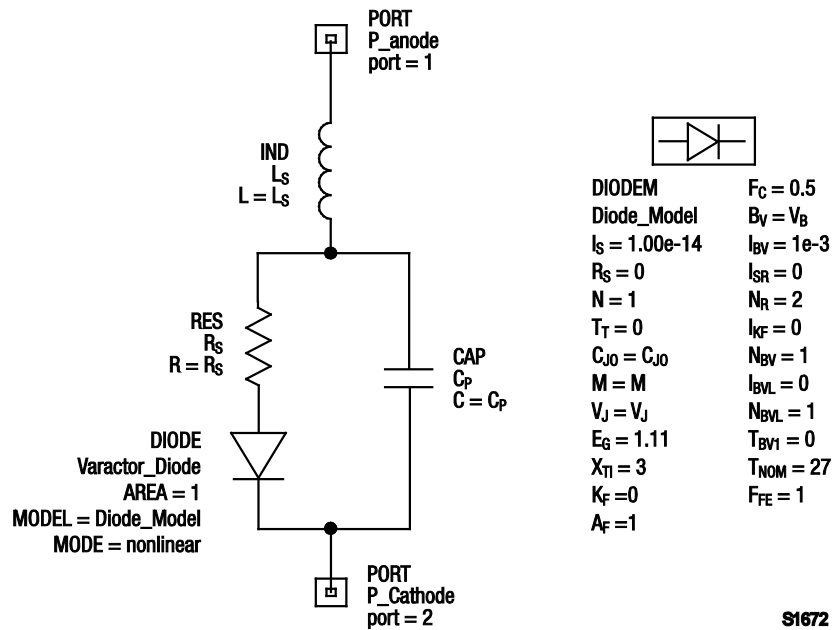 PORT
P_anode
port = 1
IND
LS
L = LS
RES
RS
R = RS
CAP
CP
C = CP
DIODE
Varactor_Diode
AREA = 1
MODEL = Diode_Model
MODE = nonlinear
PORT
P_Cathode
port = 2
DIODEM
Diode_Model
IS = 1.00e-14
RS = 0
N = 1
TT = 0
CJO = CJO
M = M
VJ = VJ
EG = 1.11
XTI = 3
KF =0
AF =1
FC = 0.5
BV = VB
IBV = 1e-3
ISR = 0
NR = 2
IKF = 0
NBV = 1
IBVL = 0
NBVL = 1
TBV1 = 0
TNOM = 27
FFE = 1
S1672